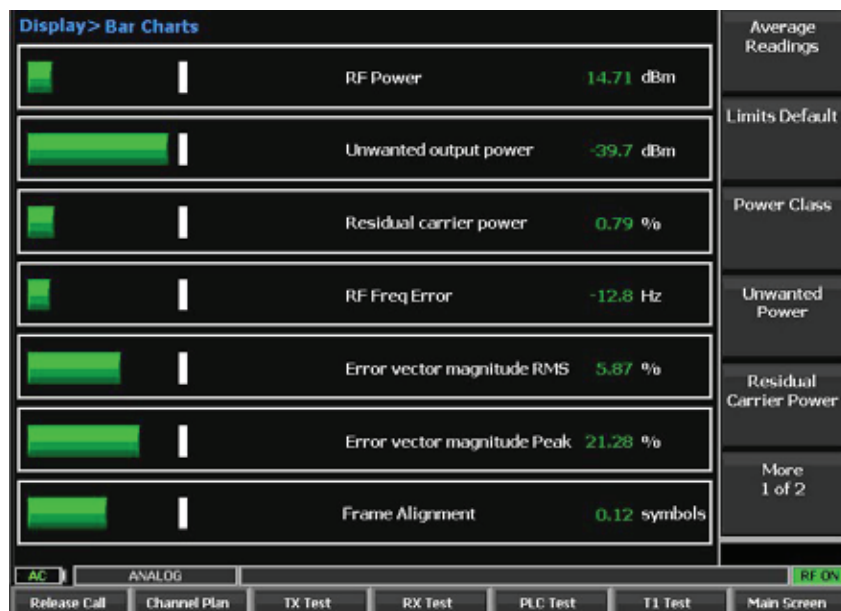 Display> Bar Charts
RF Power 14.71 dBm
Unwanted output power -39.7 dBm
Residual carrier power 0.79 %
RF Freq Error -12.8 Hz
Error vector magnitude RMS 5.87 %
Error vector magnitude Peak 21.28 %
Frame Alignment 0.12 symbols
Average
Readings
Limits Default
Power Class
Unwanted
Power
Residual
Carrier Power
More
1 of 2
AC ANALOG RF ON
Release Call Channel Plan TX Test RX Test PLC Test T1 Test Main Screen